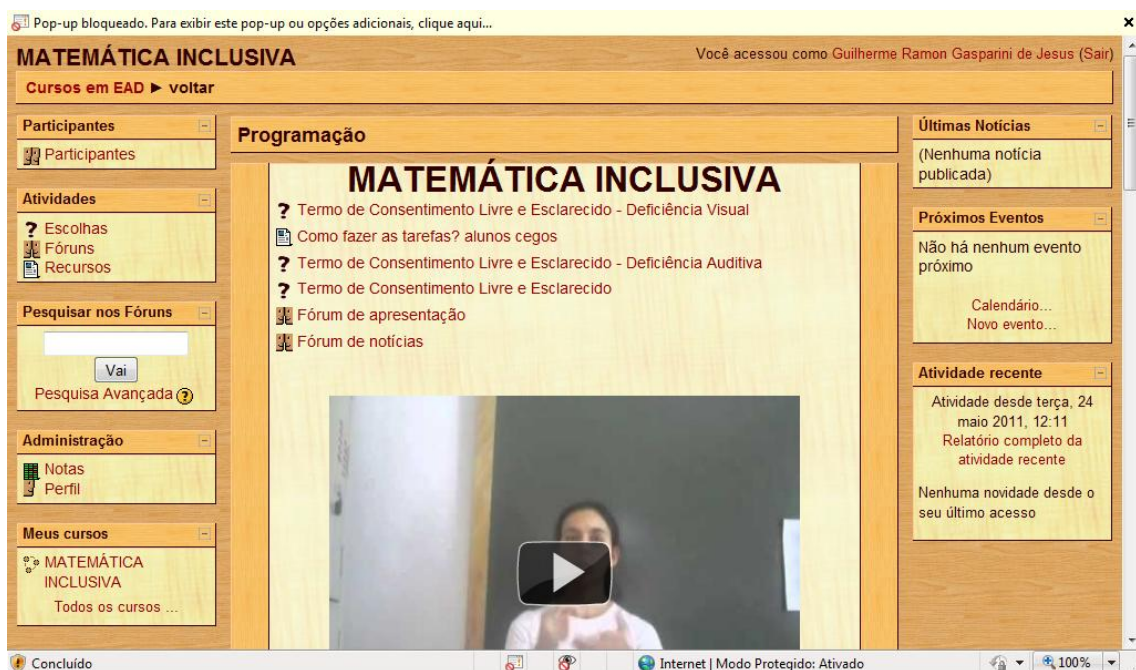 Pop-up bloqueado. Para exibir este pop-up ou opções adicionais, clique aqui...
MATEMÁTICA INCLUSIVA
Você acessou como Guilherme Ramon Gasparini de Jesus (Sair)
Cursos em EAD ► voltar
Participantes
Participantes
Atividades
Escolhas
Fóruns
Recursos
Pesquisar nos Fóruns
Vai
Pesquisa Avançada
Administração
Notas
Perfil
Meus cursos
MATEMÁTICA
INCLUSIVA
Todos os cursos ...
Programação
MATEMÁTICA INCLUSIVA
Termo de Consentimento Livre e Esclarecido - Deficiência Visual
Como fazer as tarefas? alunos cegos
Termo de Consentimento Livre e Esclarecido - Deficiência Auditiva
Termo de Consentimento Livre e Esclarecido
Fórum de apresentação
Fórum de notícias
Últimas Notícias
(Nenhuma notícia
publicada)
Próximos Eventos
Não há nenhum evento
próximo
Calendário...
Novo evento...
Atividade recente
Atividade desde terça, 24
maio 2011, 12:11
Relatório completo da
atividade recente
Nenhuma novidade desde o
seu último acesso
Concluído
Internet | Modo Protegido: Ativado
100%